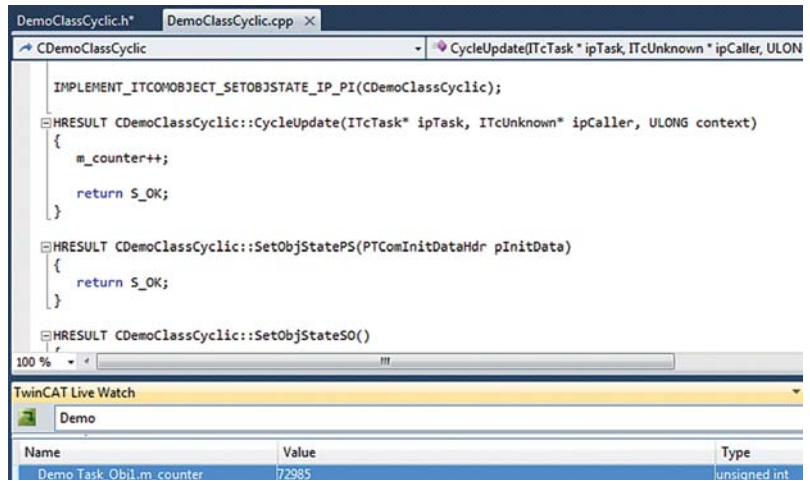 DemoClassCyclic.h* DemoClassCyclic.cpp ×
CDemoClassCyclic CycleUpdate(ITcTask * ipTask, ITcUnknown * ipCaller, ULON
IMPLEMENT_ITCOMOBJECT_SETOBJSTATE_IP_PI(CDemoClassCyclic);
HRESULT CDemoClassCyclic::CycleUpdate(ITcTask* ipTask, ITcUnknown* ipCaller, ULONG context)
{
m_counter++;
return S_OK;
}
HRESULT CDemoClassCyclic::SetObjStatePS(PTComInitDataHdr pInitData)
{
return S_OK;
}
HRESULT CDemoClassCyclic::SetObjStateSO()
{
100 %
TwinCAT Live Watch
Demo
Name Value Type
Demo Task_Obj1.m_counter 72985 unsigned int